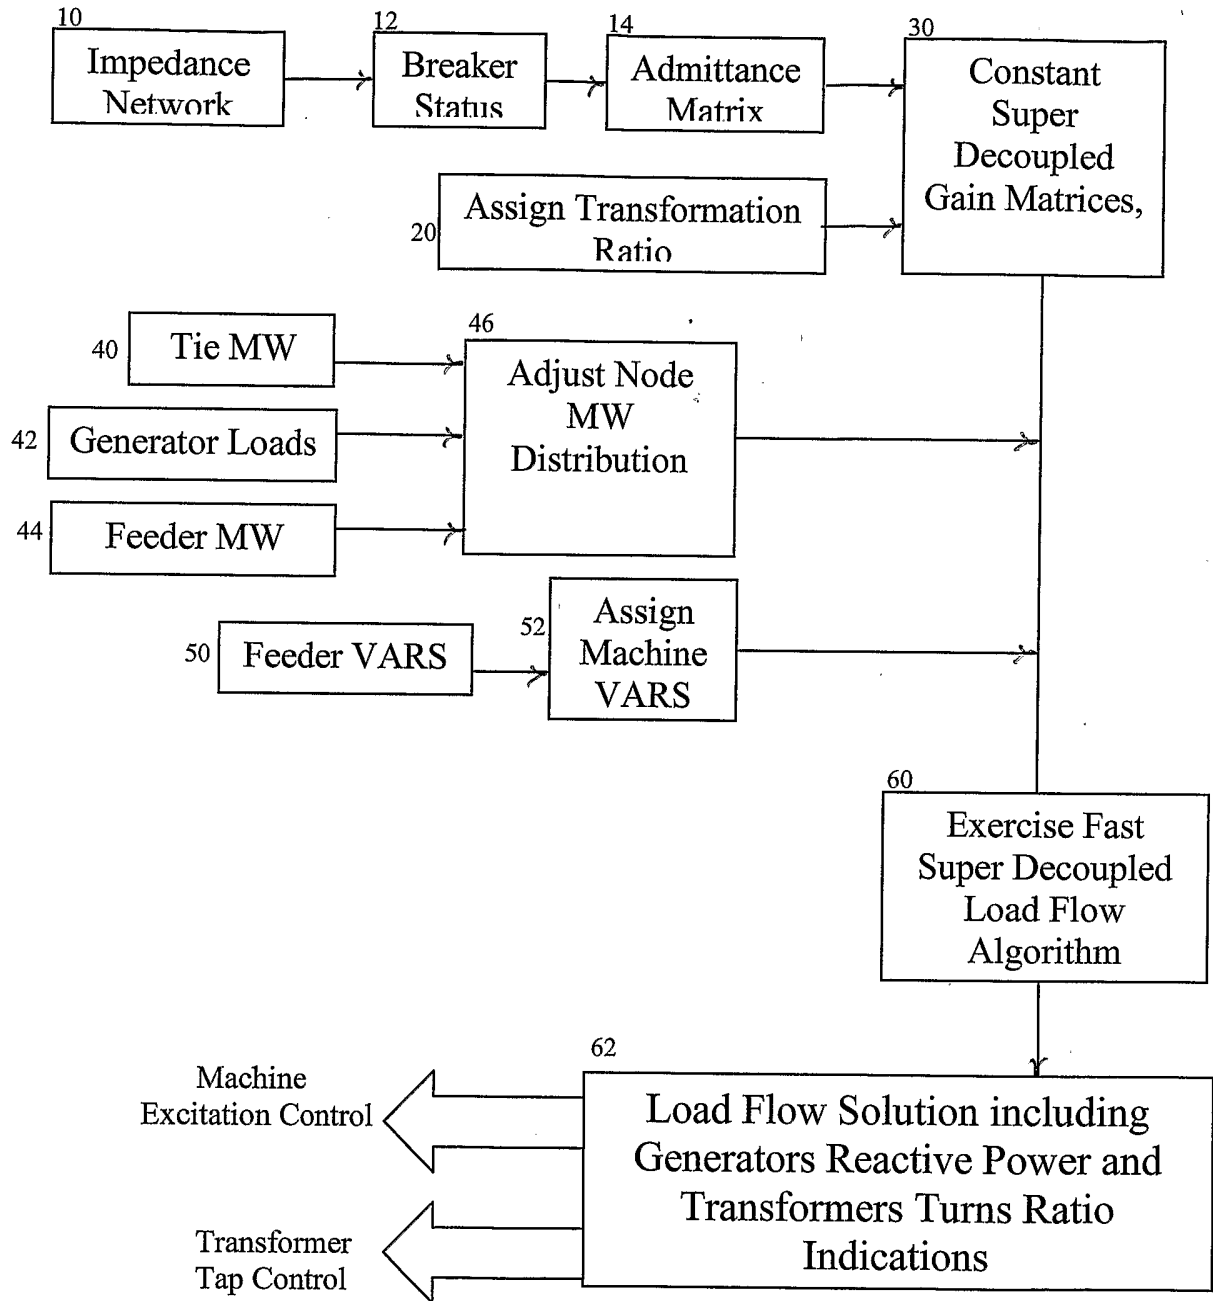 10
Impedance
Network
12
Breaker
Status
14
Admittance
Matrix
30
Constant
Super
Decoupled
Gain Matrices,
20
Assign Transformation
Ratio
40
Tie MW
42
Generator Loads
44
Feeder MW
46
Adjust Node
MW
Distribution
50
Feeder VARS
52
Assign
Machine
VARS
60
Exercise Fast
Super Decoupled
Load Flow
Algorithm
62
Load Flow Solution including
Generators Reactive Power and
Transformers Turns Ratio
Indications
Machine
Excitation Control
Transformer
Tap Control